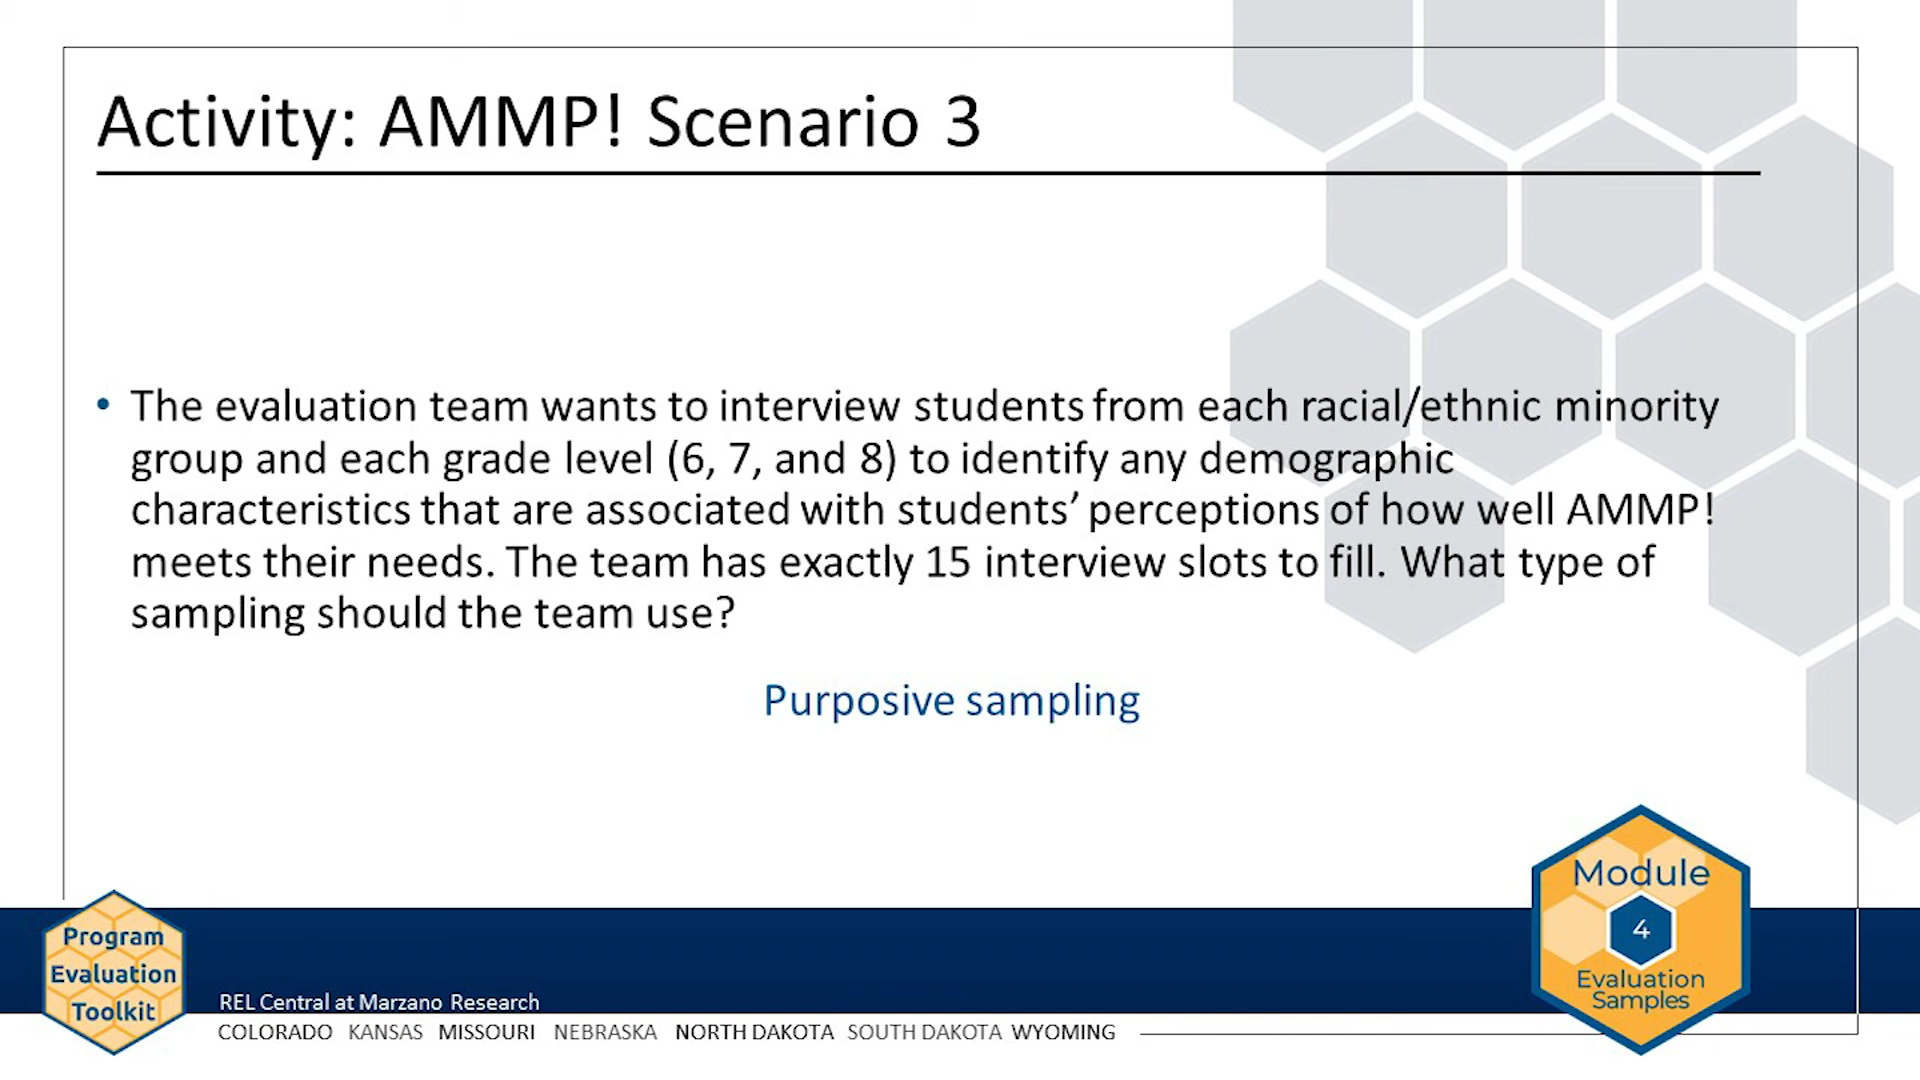 Activity: AMMP! Scenario 3
• The evaluation team wants to interview students from each racial/ethnic minority
group and each grade level (6, 7, and 8) to identify any demographic
characteristics that are associated with students’ perceptions of how well AMMP!
meets their needs. The team has exactly 15 interview slots to fill. What type of
sampling should the team use?
Purposive sampling
Module
4
Evaluation
Samples
Program
Evaluation
Toolkit
REL Central at Marzano Research
COLORADO KANSAS MISSOURI NEBRASKA NORTH DAKOTA SOUTH DAKOTA WYOMING